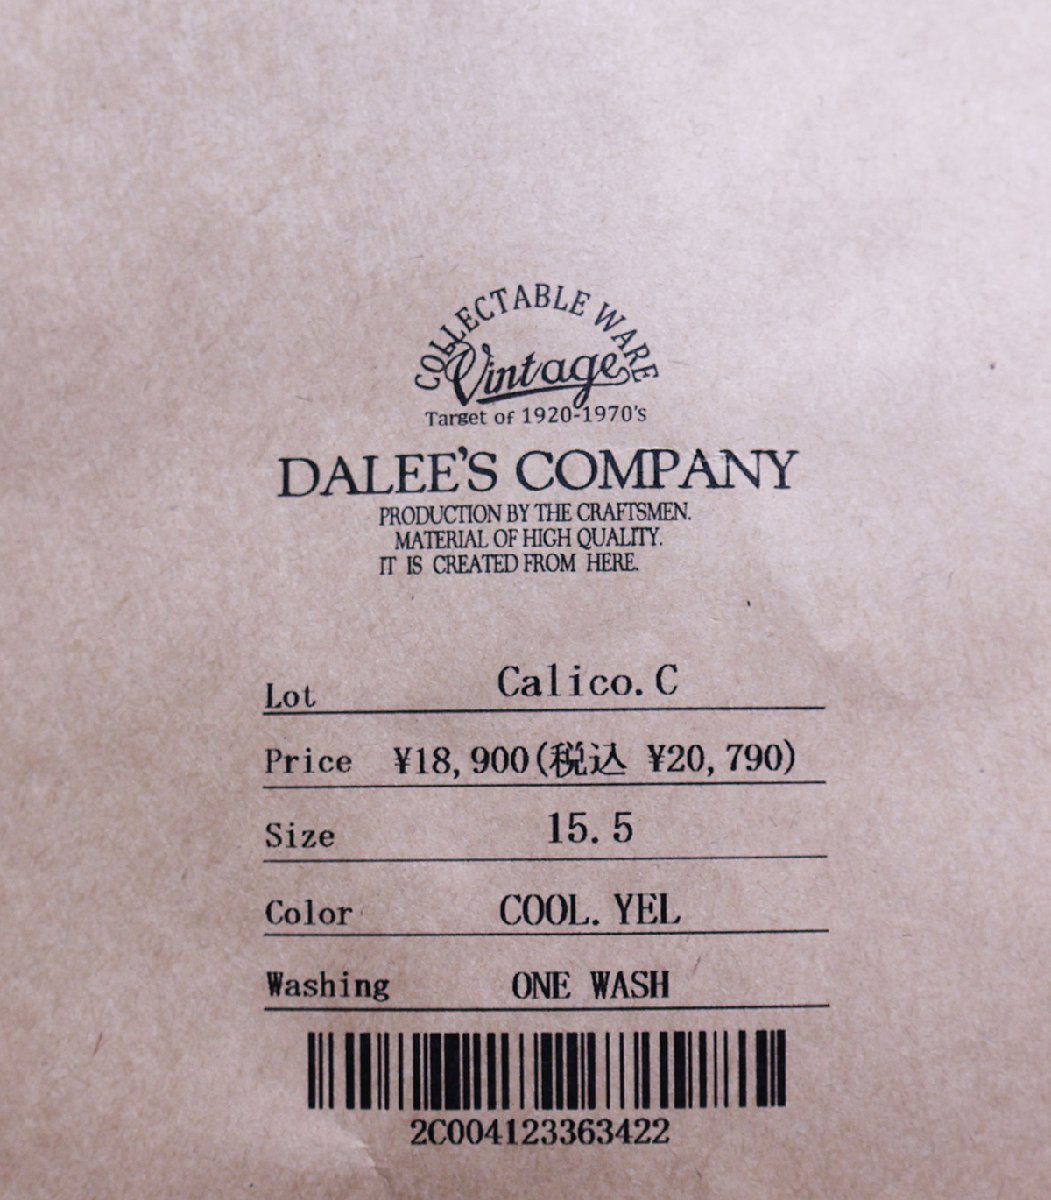 COLLECTABLE WARE
Vintage
Target of 1920-1970's
DALEE'S COMPANY
PRODUCTION BY THE CRAFTSMEN.
MATERIAL OF HIGH QUALITY.
IT IS CREATED FROM HERE.
Lot Calico.C
Price ¥18,900(税込 ¥20,790)
Size 15.5
Color COOL.YEL
Washing ONE WASH
2C004123363422